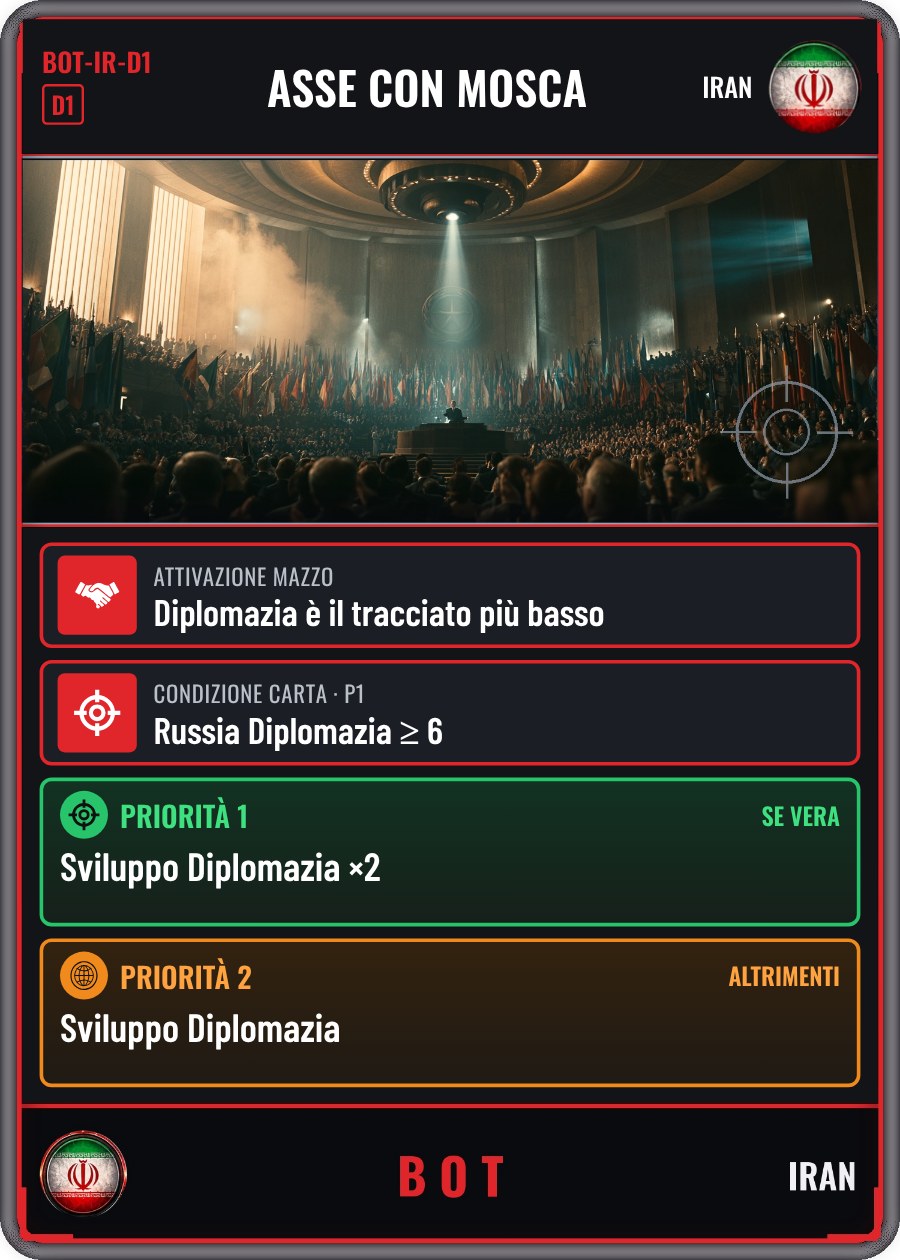 BOT-IR-D1
D1
ASSE CON MOSCA
IRAN
ATTIVAZIONE MAZZO
Diplomazia è il tracciato più basso
CONDIZIONE CARTA · P1
Russia Diplomazia ≥ 6
PRIORITÀ 1
SE VERA
Sviluppo Diplomazia ×2
PRIORITÀ 2
ALTRIMENTI
Sviluppo Diplomazia
BOT
IRAN